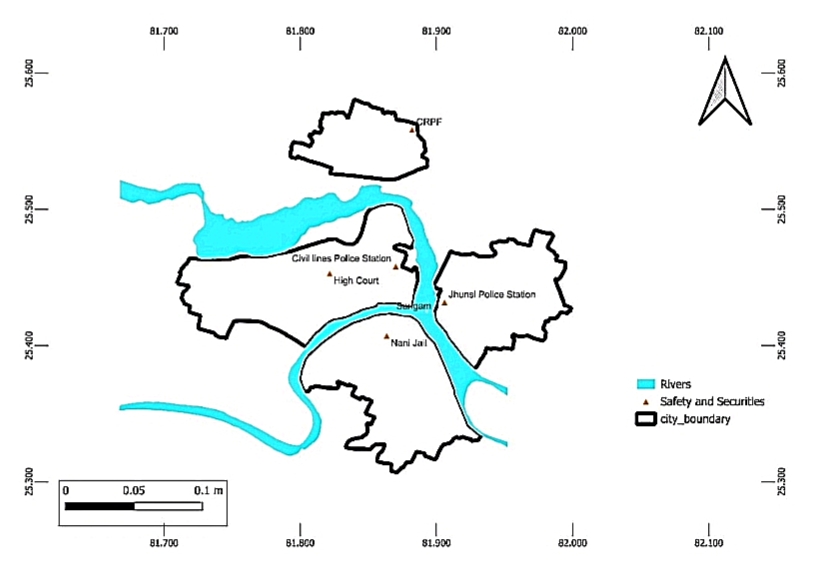 81.700 81.800 81.900 82.000 82.100
25.600 25.600
CRPF
25.500 25.500
Civil lines Police Station
High Court
Jhunsi Police Station
Sangam
Nani Jail
25.400 25.400
Rivers
Safety and Securities
city_boundary
25.300 25.300
0 0.05 0.1 m
81.700 81.800 81.900 82.000 82.100